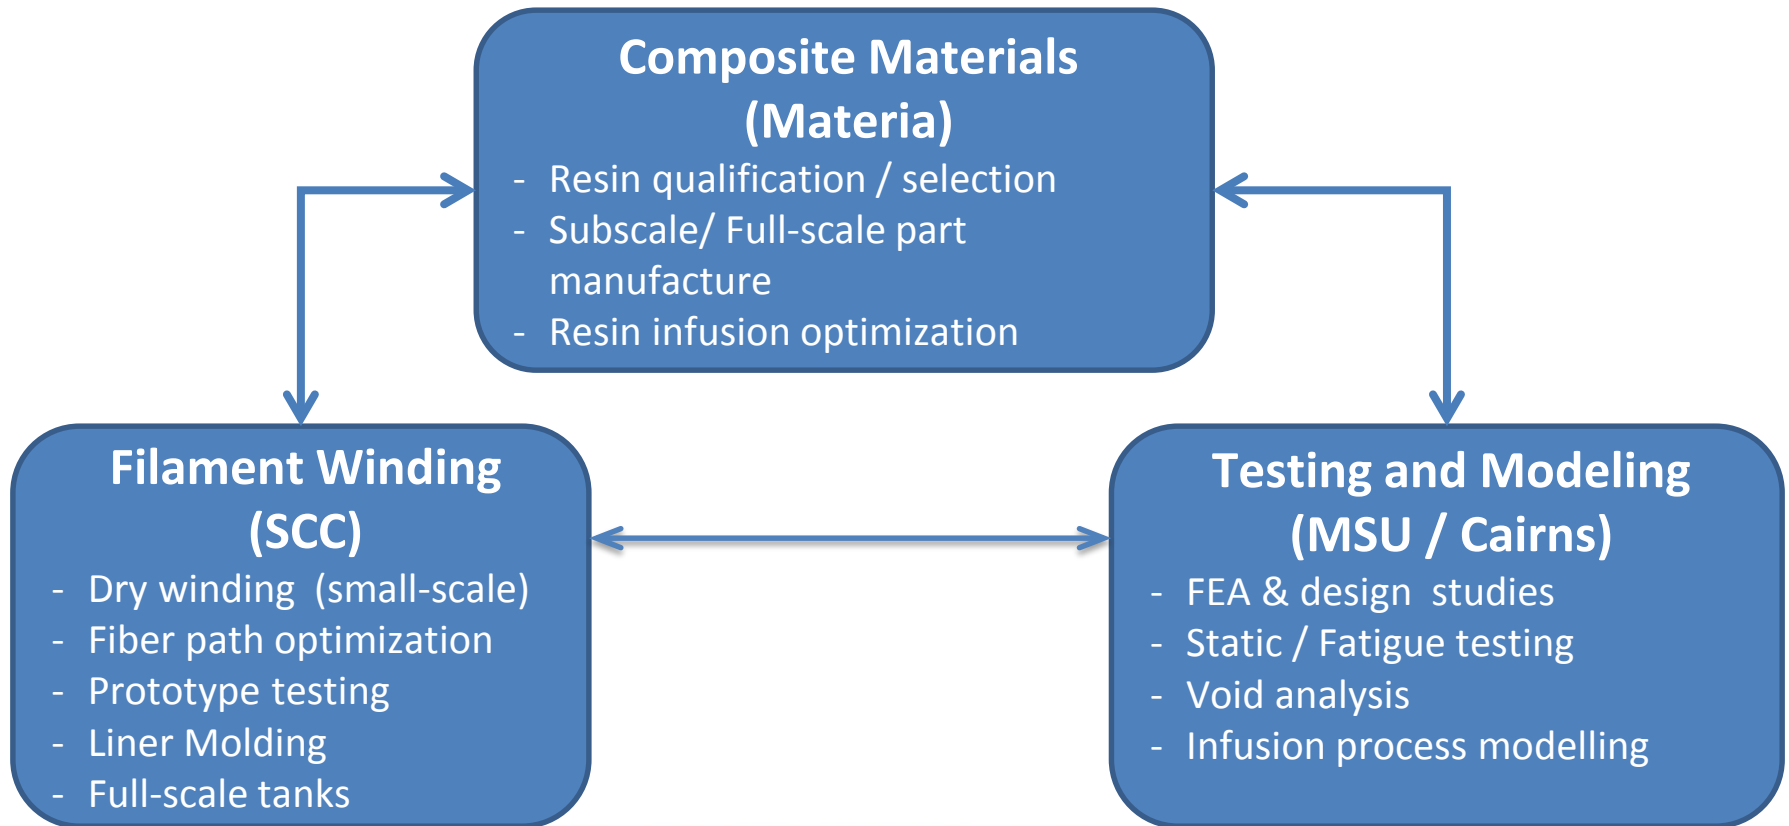 Composite Materials
(Materia)
- Resin qualification / selection
- Subscale/ Full-scale part
manufacture
- Resin infusion optimization
Filament Winding
(SCC)
- Dry winding  (small-scale)
- Fiber path optimization
- Prototype testing
- Liner Molding
- Full-scale tanks
Testing and Modeling
(MSU / Cairns)
- FEA & design  studies
- Static / Fatigue testing
- Void analysis
- Infusion process modelling